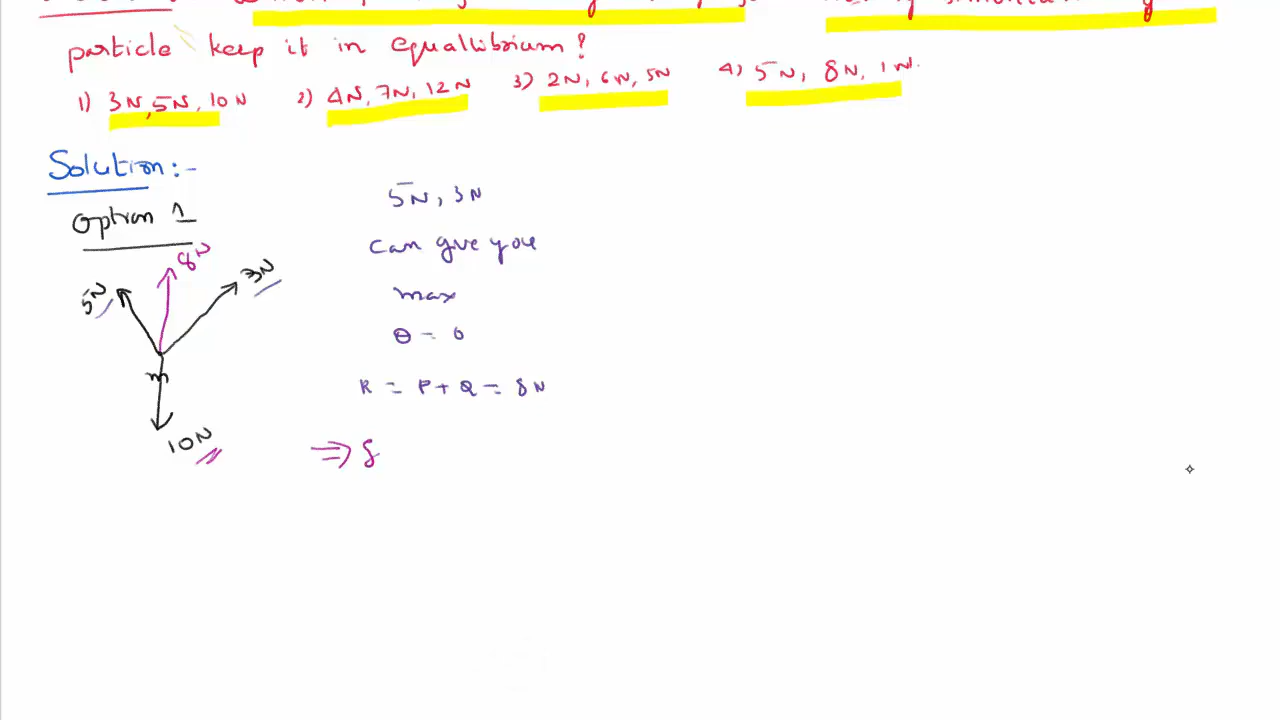 particle keep it in equallibrium?
1) 3N, 5N, 10N 2) 4N, 7N, 12N 3) 2N, 6N, 5N 4) 5N, 8N, 1N.
Solution:-
Option 1
5N, 3N
can give you
max
θ = 0
R = P + Q = 8N
8N
3N
5N
m
10N
⇒ 8